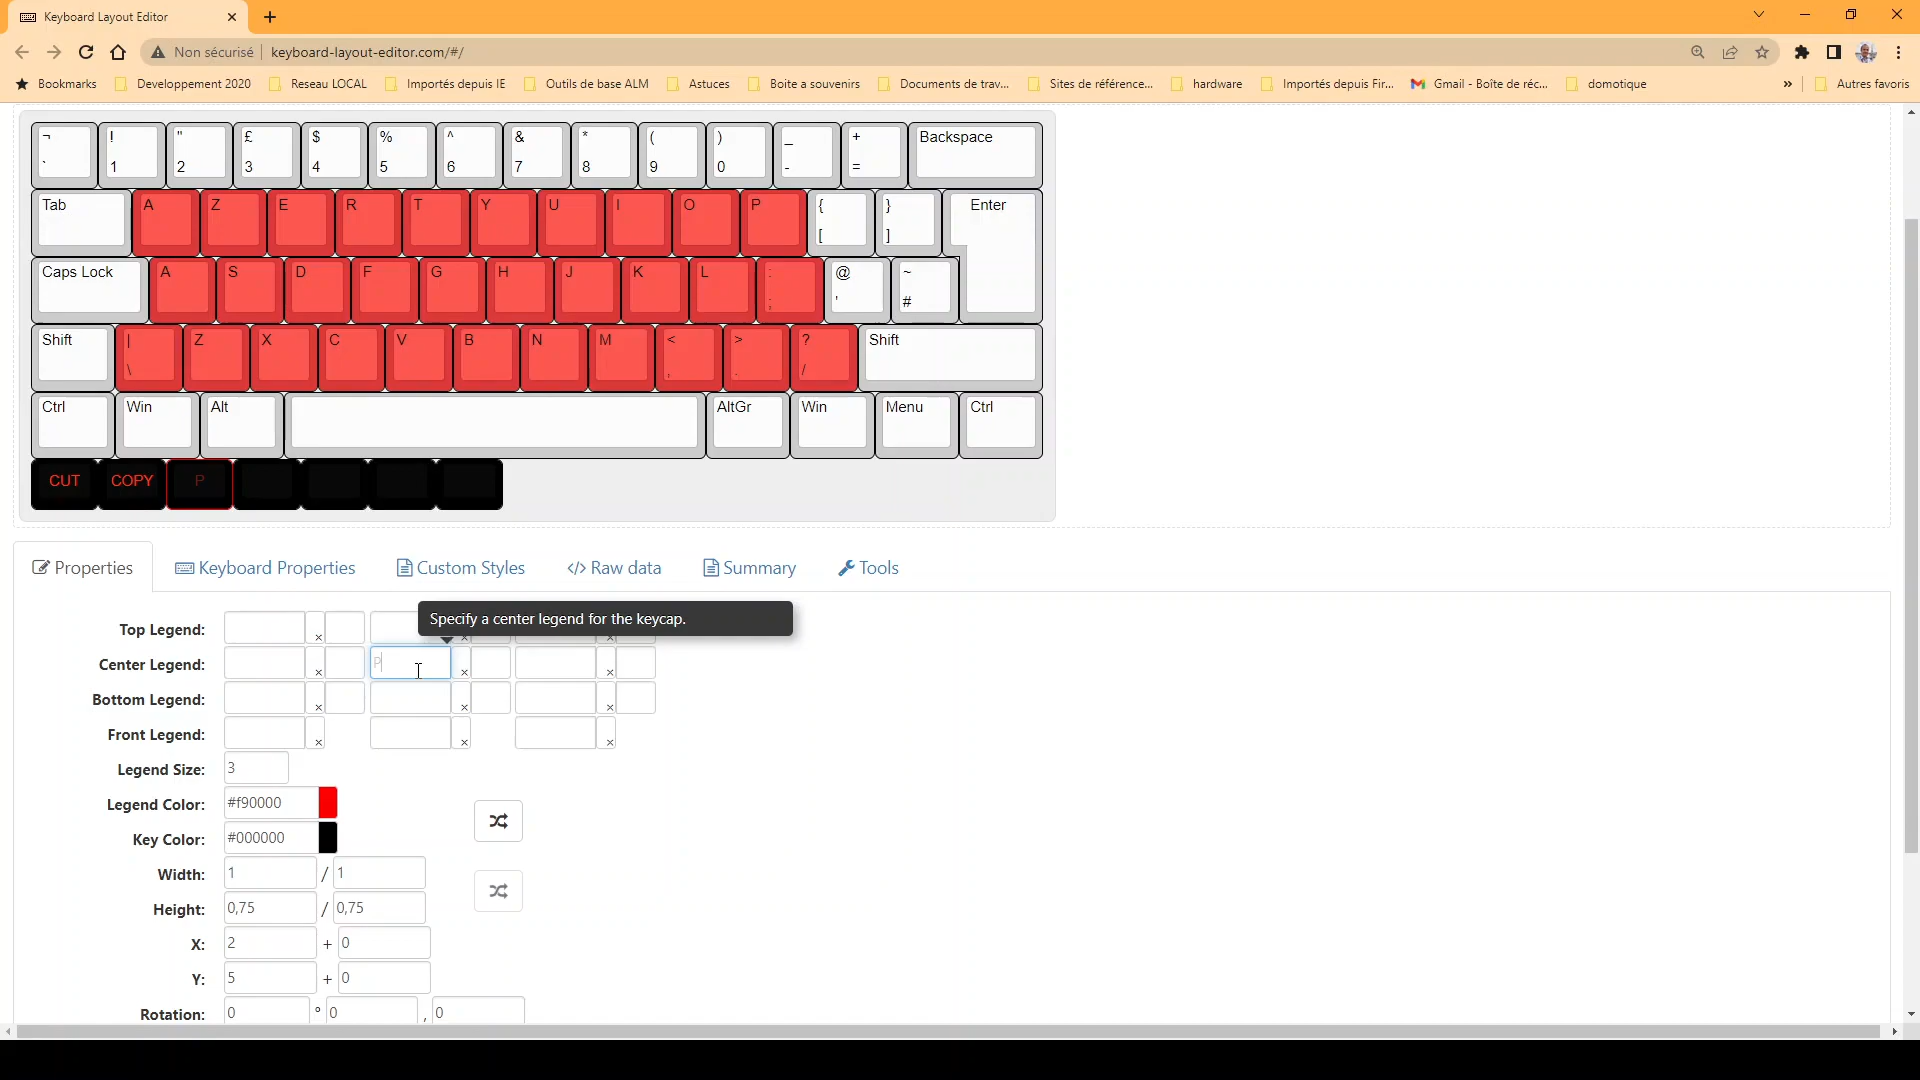 Keyboard Layout Editor
Non sécurisé keyboard-layout-editor.com/#/
Bookmarks Developpement 2020 Reseau LOCAL Importés depuis IE Outils de base ALM Astuces Boite a souvenirs Documents de trav... Sites de référence... hardware Importés depuis Fir... Gmail - Boîte de réc... domotique » Autres favoris
¬ ! " £ $ % ^ & * ( ) _ + Backspace
` 1 2 3 4 5 6 7 8 9 0 - =
Tab A Z E R T Y U I O P { } Enter
[ ]
Caps Lock A S D F G H J K L : @ ~
; ' #
Shift | Z X C V B N M < > ? Shift
\ , . /
Ctrl Win Alt AltGr Win Menu Ctrl
CUT COPY P
Properties Keyboard Properties Custom Styles </> Raw data Summary Tools
Specify a center legend for the keycap.
Top Legend:
Center Legend: P
Bottom Legend:
Front Legend:
Legend Size: 3
Legend Color: #f90000
Key Color: #000000
Width: 1 / 1
Height: 0,75 / 0,75
X: 2 + 0
Y: 5 + 0
Rotation: 0 ° 0 , 0